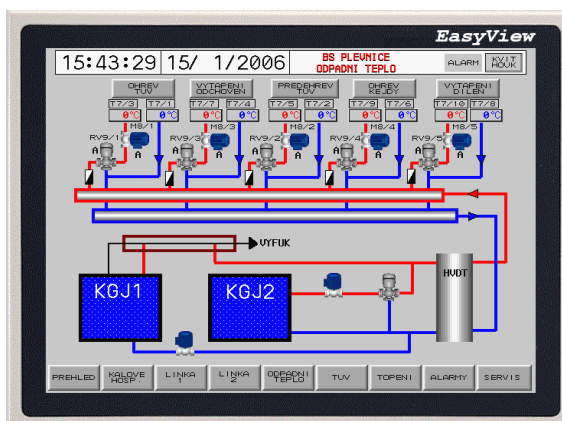 EasyView
15:43:29 15/ 1/2006
BS PLEVNICE
ODPADNI TEPLO
ALARM
KVIT
HOUK
OHREV
TUV
VYTAPENI
ODCHOVEN
PREDEHREV
TUV
OHREV
KEJDY
VYTAPENI
DILEN
T7/3 T7/1 T7/7 T7/4 T7/5 T7/2 T7/9 T7/6 T7/10 T7/8
0°C 0°C 0°C 0°C 0°C 0°C 0°C 0°C 0°C 0°C
M8/1 M8/3 M8/2 M8/4 M8/5
RV9/1 RV9/3 RV9/2 RV9/4 RV9/5
A A A A A A A A A A
VYFUK
KGJ1
KGJ2
HVDT
PREHLED
KALOVE
HOSP.
LINKA
1
LINKA
2
ODPADNI
TEPLO
TUV
TOPENI
ALARMY
SERVIS